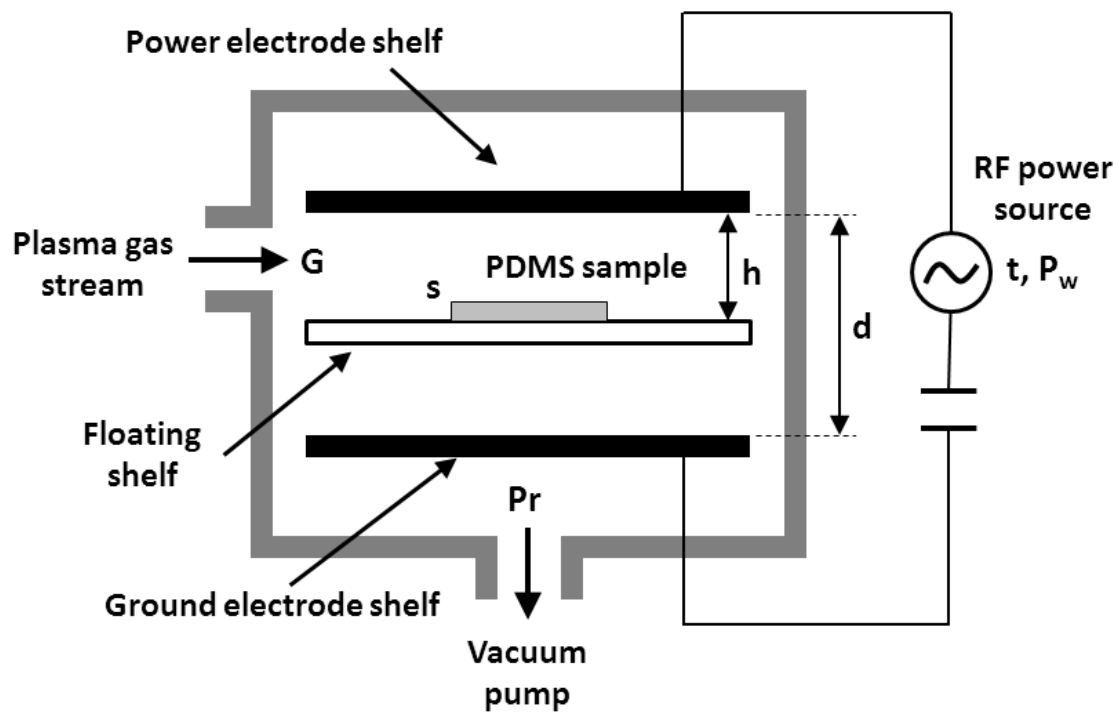 Power electrode shelf
RF power
source
Plasma gas
stream
G
PDMS sample
s
h
d
t, Pw
Floating
shelf
Pr
Ground electrode shelf
Vacuum
pump